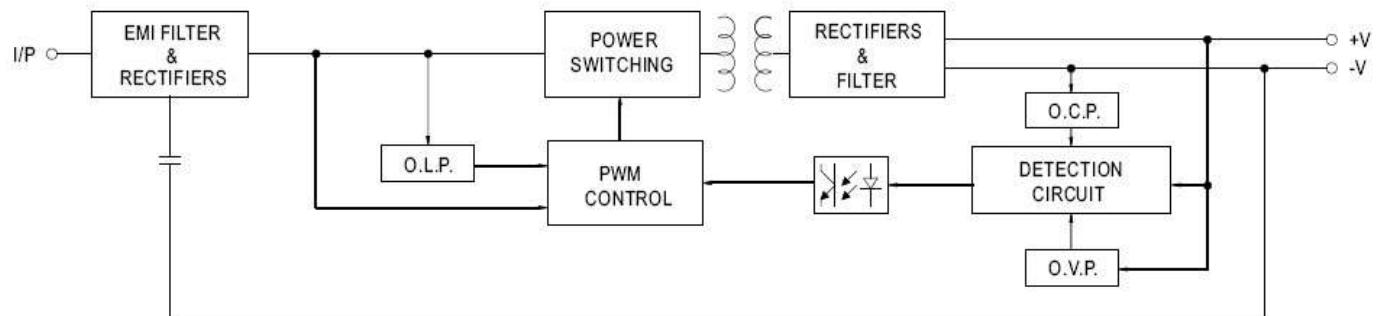 I/P
EMI FILTER
&
RECTIFIERS
POWER
SWITCHING
RECTIFIERS
&
FILTER
+V
-V
O.C.P.
O.L.P.
PWM
CONTROL
DETECTION
CIRCUIT
O.V.P.